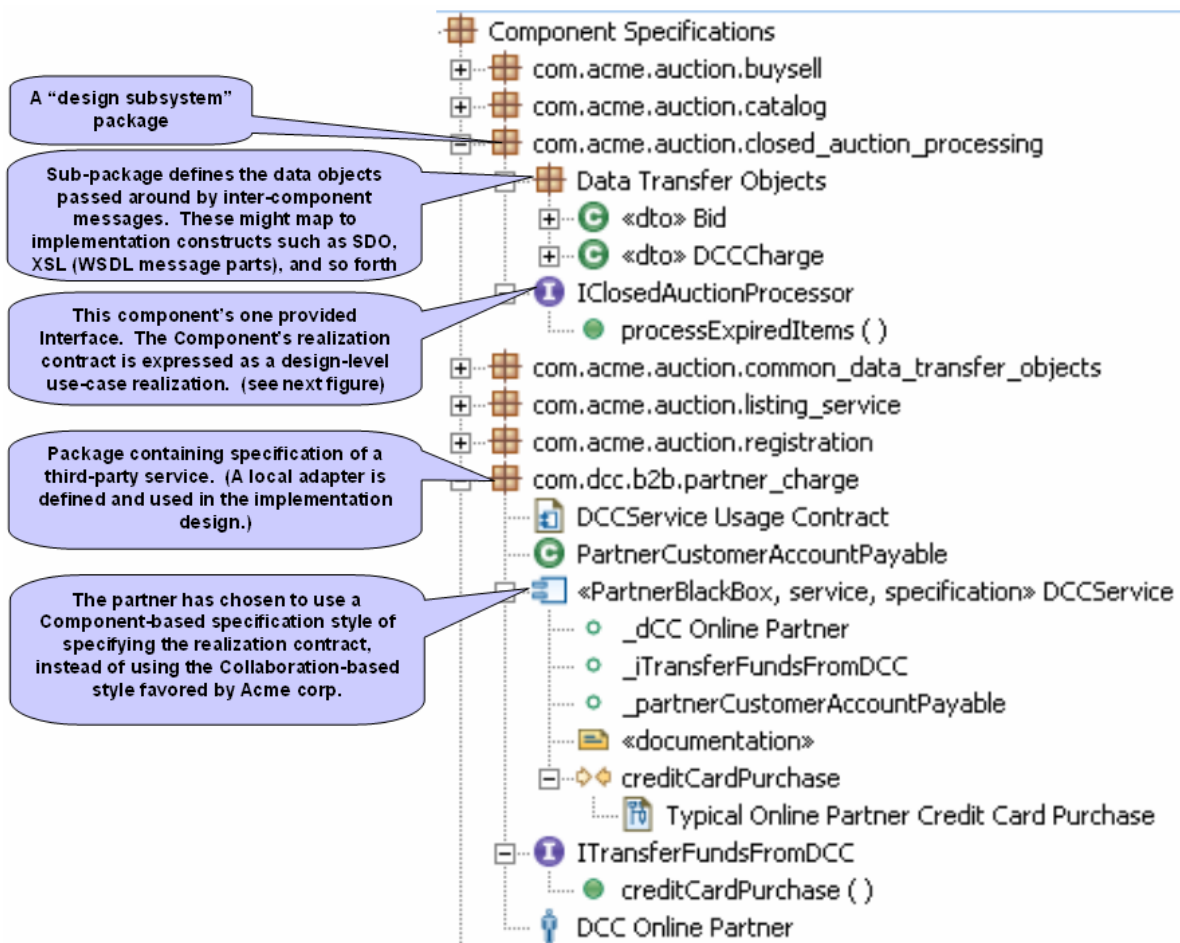 Component Specifications
com.acme.auction.buysell
com.acme.auction.catalog
com.acme.auction.closed_auction_processing
Data Transfer Objects
«dto» Bid
«dto» DCCCharge
IClosedAuctionProcessor
processExpiredItems ( )
com.acme.auction.common_data_transfer_objects
com.acme.auction.listing_service
com.acme.auction.registration
com.dcc.b2b.partner_charge
DCCService Usage Contract
PartnerCustomerAccountPayable
«PartnerBlackBox, service, specification» DCCService
_dCC Online Partner
_iTransferFundsFromDCC
_partnerCustomerAccountPayable
«documentation»
creditCardPurchase
Typical Online Partner Credit Card Purchase
ITransferFundsFromDCC
creditCardPurchase ( )
DCC Online Partner
A “design subsystem”
package
Sub-package defines the data objects
passed around by inter-component
messages. These might map to
implementation constructs such as SDO,
XSL (WSDL message parts), and so forth
This component's one provided
Interface. The Component's realization
contract is expressed as a design-level
use-case realization. (see next figure)
Package containing specification of a
third-party service. (A local adapter is
defined and used in the implementation
design.)
The partner has chosen to use a
Component-based specification style of
specifying the realization contract,
instead of using the Collaboration-based
style favored by Acme corp.